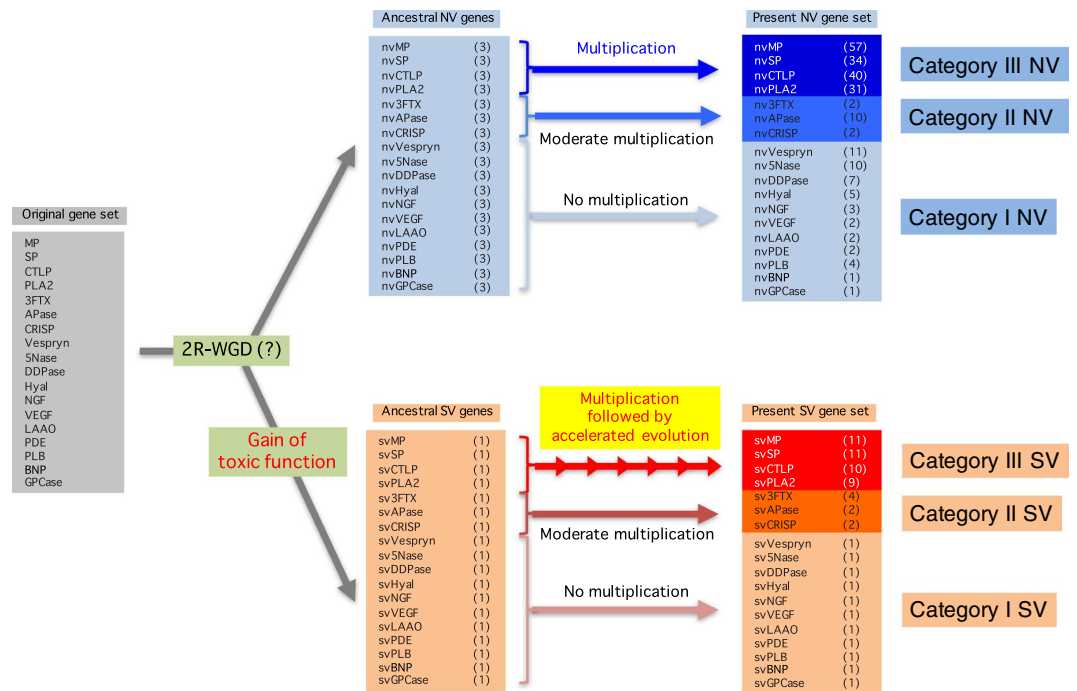 Original gene set
MP
SP
CTLP
PLA2
3FTX
APase
CRISP
Vespryn
5Nase
DDPase
Hyal
NGF
VEGF
LAAO
PDE
PLB
BNP
GPCase
2R-WGD (?)
Gain of
toxic function
Ancestral NV genes
nvMP (3)
nvSP (3)
nvCTLP (3)
nvPLA2 (3)
nv3FTX (3)
nvAPase (3)
nvCRISP (3)
nvVespryn (3)
nv5Nase (3)
nvDDPase (3)
nvHyal (3)
nvNGF (3)
nvVEGF (3)
nvLAAO (3)
nvPDE (3)
nvPLB (3)
nvBNP (3)
nvGPCase (3)
Multiplication
Moderate multiplication
No multiplication
Present NV gene set
nvMP (57)
nvSP (34)
nvCTLP (40)
nvPLA2 (31)
nv3FTX (2)
nvAPase (10)
nvCRISP (2)
nvVespryn (11)
nv5Nase (10)
nvDDPase (7)
nvHyal (5)
nvNGF (3)
nvVEGF (2)
nvLAAO (2)
nvPDE (2)
nvPLB (4)
nvBNP (1)
nvGPCase (1)
Category III NV
Category II NV
Category I NV
Ancestral SV genes
svMP (1)
svSP (1)
svCTLP (1)
svPLA2 (1)
sv3FTX (1)
svAPase (1)
svCRISP (1)
svVespryn (1)
sv5Nase (1)
svDDPase (1)
svHyal (1)
svNGF (1)
svVEGF (1)
svLAAO (1)
svPDE (1)
svPLB (1)
svBNP (1)
svGPCase (1)
Multiplication
followed by
accelerated evolution
Moderate multiplication
No multiplication
Present SV gene set
svMP (11)
svSP (11)
svCTLP (10)
svPLA2 (9)
sv3FTX (4)
svAPase (2)
svCRISP (2)
svVespryn (1)
sv5Nase (1)
svDDPase (1)
svHyal (1)
svNGF (1)
svVEGF (1)
svLAAO (1)
svPDE (1)
svPLB (1)
svBNP (1)
svGPCase (1)
Category III SV
Category II SV
Category I SV